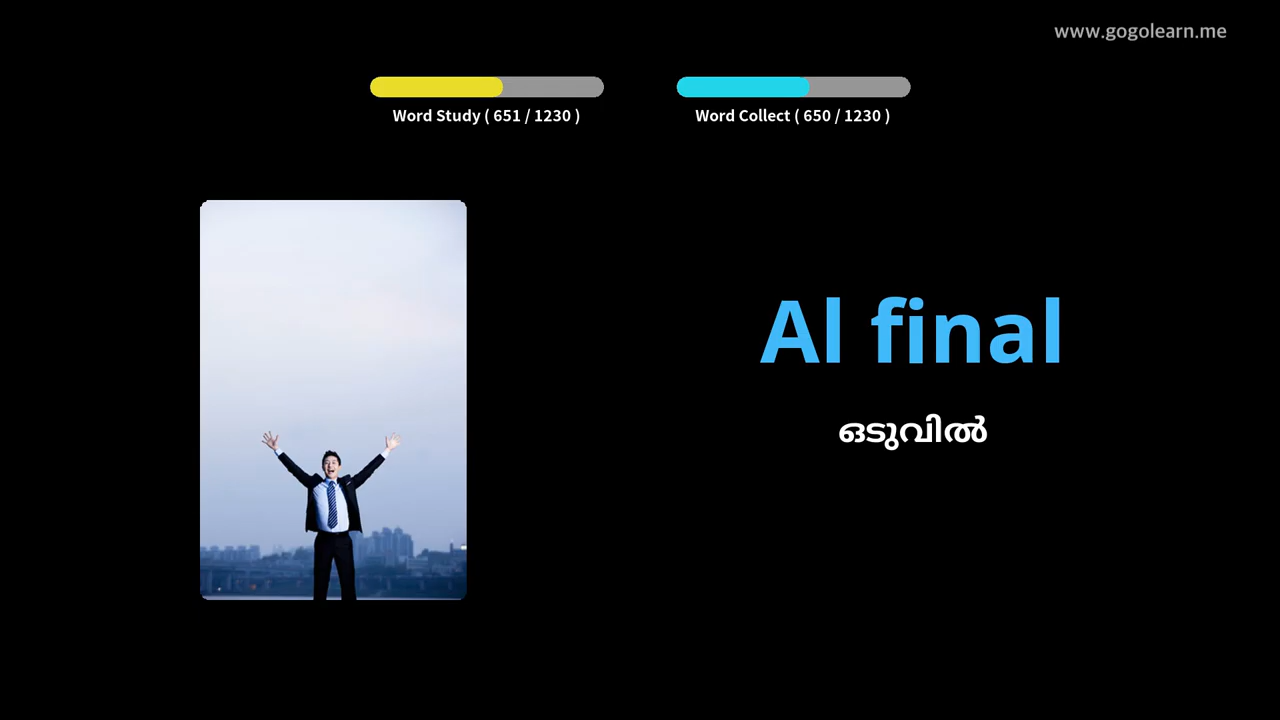 www.gogolearn.me
Word Study ( 651 / 1230 )
Word Collect ( 650 / 1230 )
Al final
ഒടുവിൽ